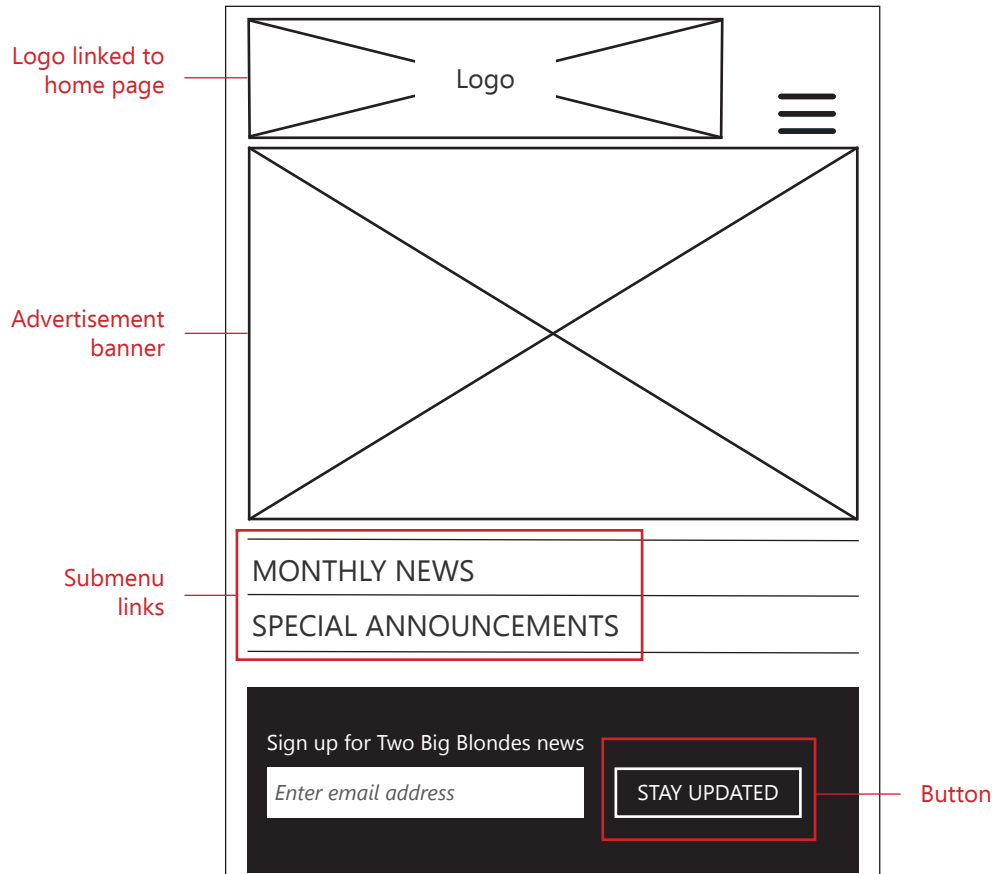 Logo linked to
home page
Logo
Advertisement
banner
Submenu
links
MONTHLY NEWS
SPECIAL ANNOUNCEMENTS
Sign up for Two Big Blondes news
Enter email address
STAY UPDATED
Button